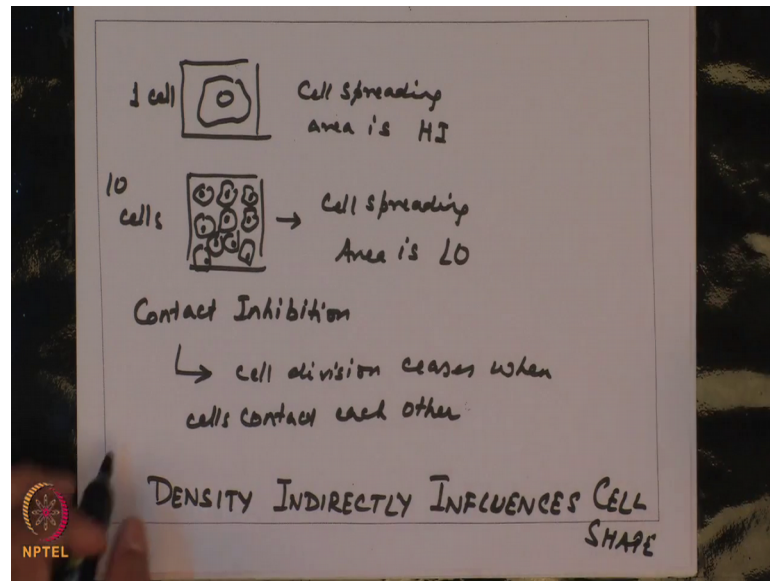 1 cell
Cell spreading
area is HI
10
cells
→ Cell spreading
Area is LO
Contact Inhibition
↳ cell division ceases when
cells contact each other
DENSITY INDIRECTLY INFLUENCES CELL
SHAPE
NPTEL